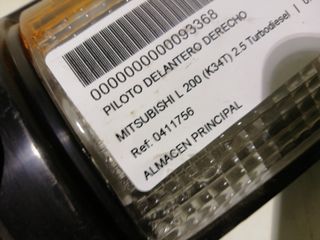 0000000000093368
PILOTO DELANTERO DERECHO
MITSUBISHI L 200 (K34T) 2.5 Turbodiesel |
Ref: 0411756
ALMACEN PRINCIPAL